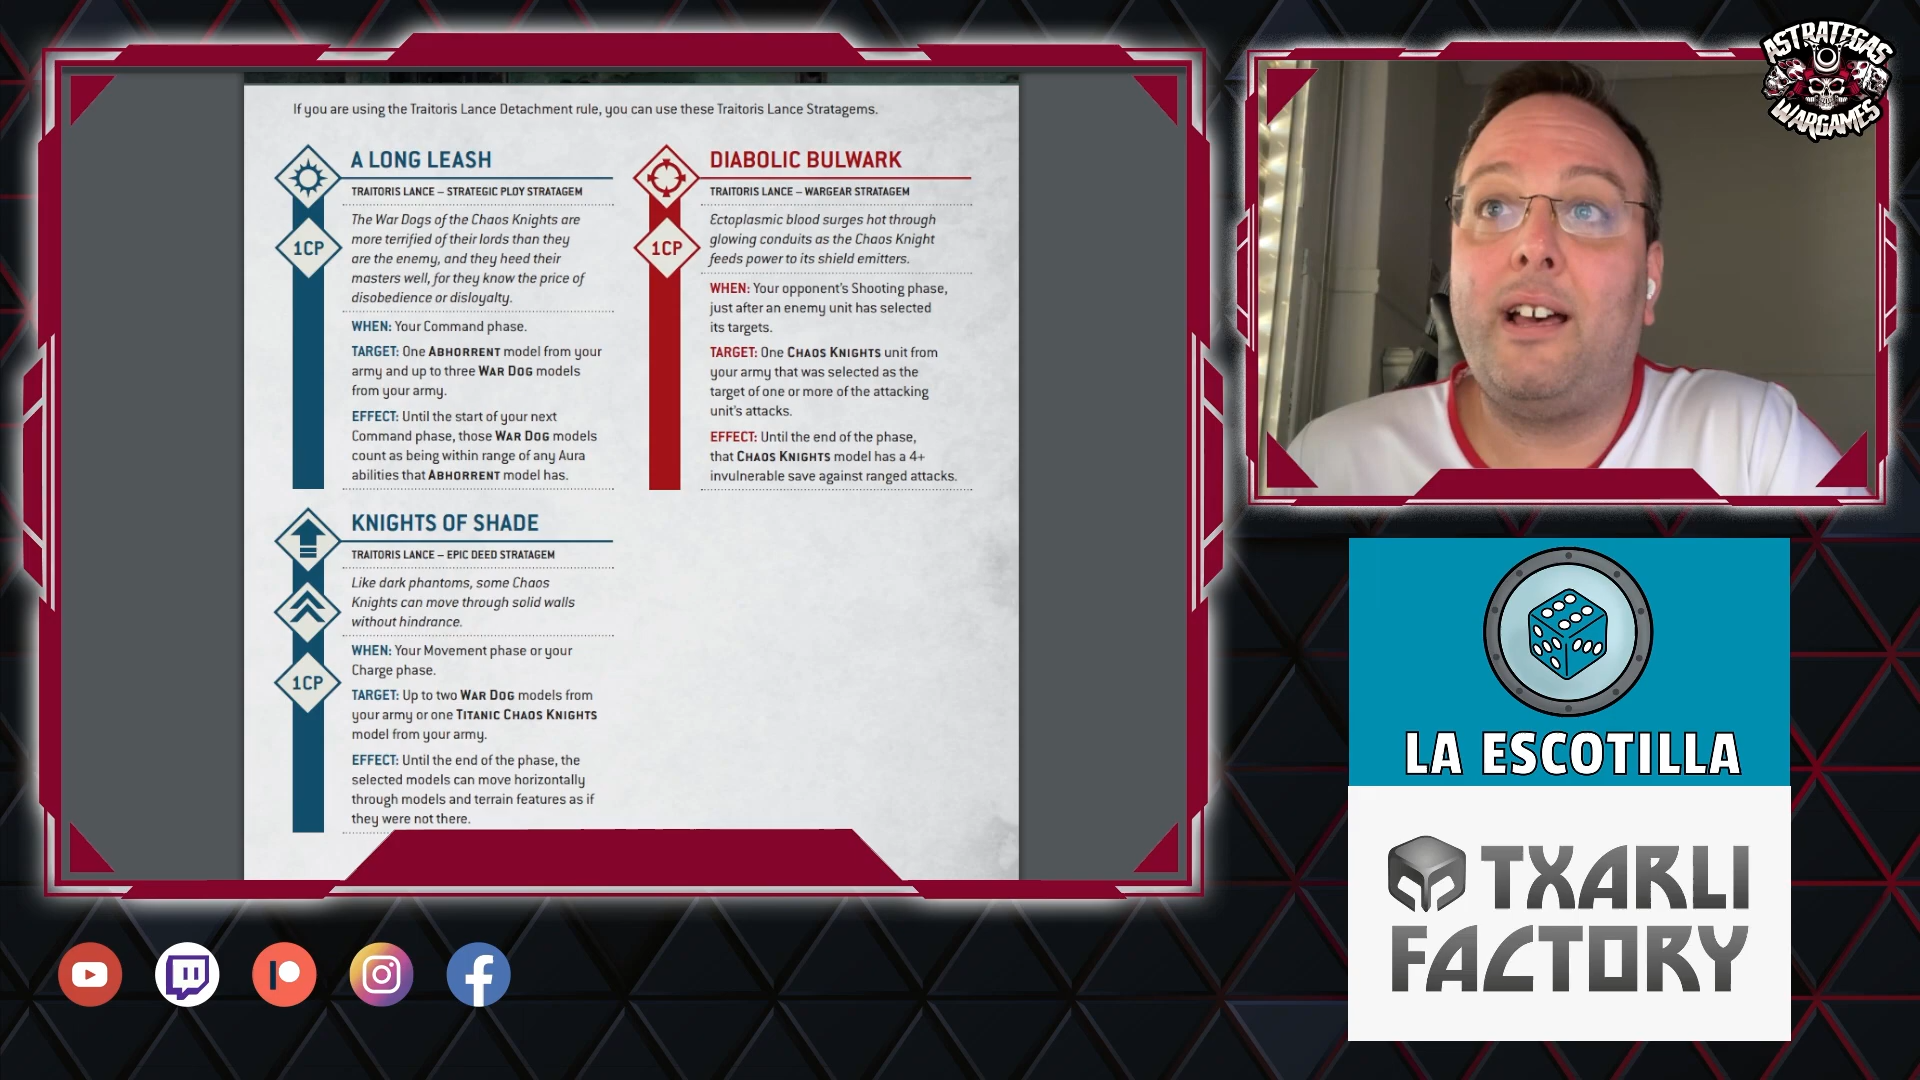 If you are using the Traitoris Lance Detachment rule, you can use these Traitoris Lance Stratagems.
A LONG LEASH
TRAITORIS LANCE – STRATEGIC PLOY STRATAGEM
1CP
The War Dogs of the Chaos Knights are
more terrified of their lords than they
are the enemy, and they heed their
masters well, for they know the price of
disobedience or disloyalty.
WHEN: Your Command phase.
TARGET: One ABHORRENT model from your
army and up to three WAR DOG models
from your army.
EFFECT: Until the start of your next
Command phase, those WAR DOG models
count as being within range of any Aura
abilities that ABHORRENT model has.
KNIGHTS OF SHADE
TRAITORIS LANCE – EPIC DEED STRATAGEM
Like dark phantoms, some Chaos
Knights can move through solid walls
without hindrance.
1CP
WHEN: Your Movement phase or your
Charge phase.
TARGET: Up to two WAR DOG models from
your army or one TITANIC CHAOS KNIGHTS
model from your army.
EFFECT: Until the end of the phase, the
selected models can move horizontally
through models and terrain features as if
they were not there.
DIABOLIC BULWARK
TRAITORIS LANCE – WARGEAR STRATAGEM
1CP
Ectoplasmic blood surges hot through
glowing conduits as the Chaos Knight
feeds power to its shield emitters.
WHEN: Your opponent's Shooting phase,
just after an enemy unit has selected
its targets.
TARGET: One CHAOS KNIGHTS unit from
your army that was selected as the
target of one or more of the attacking
unit's attacks.
EFFECT: Until the end of the phase,
that CHAOS KNIGHTS model has a 4+
invulnerable save against ranged attacks.
ASTRATEGAS
WARGAMES
LA ESCOTILLA
TXARLI
FACTORY